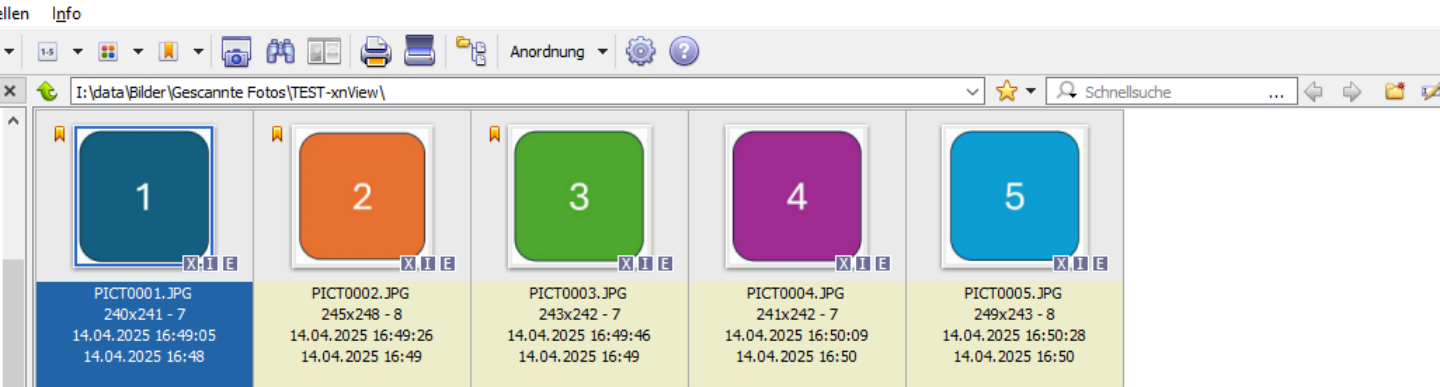 ellen Info
1-5
Anordnung
?
I:\data\Bilder\Gescannte Fotos\TEST-xnView\
Schnellsuche ...
1
2
3
4
5
X I E
X I E
X I E
X I E
X I E
PICT0001.JPG
240x241 - 7
14.04.2025 16:49:05
14.04.2025 16:48
PICT0002.JPG
245x248 - 8
14.04.2025 16:49:26
14.04.2025 16:49
PICT0003.JPG
243x242 - 7
14.04.2025 16:49:46
14.04.2025 16:49
PICT0004.JPG
241x242 - 7
14.04.2025 16:50:09
14.04.2025 16:50
PICT0005.JPG
249x243 - 8
14.04.2025 16:50:28
14.04.2025 16:50